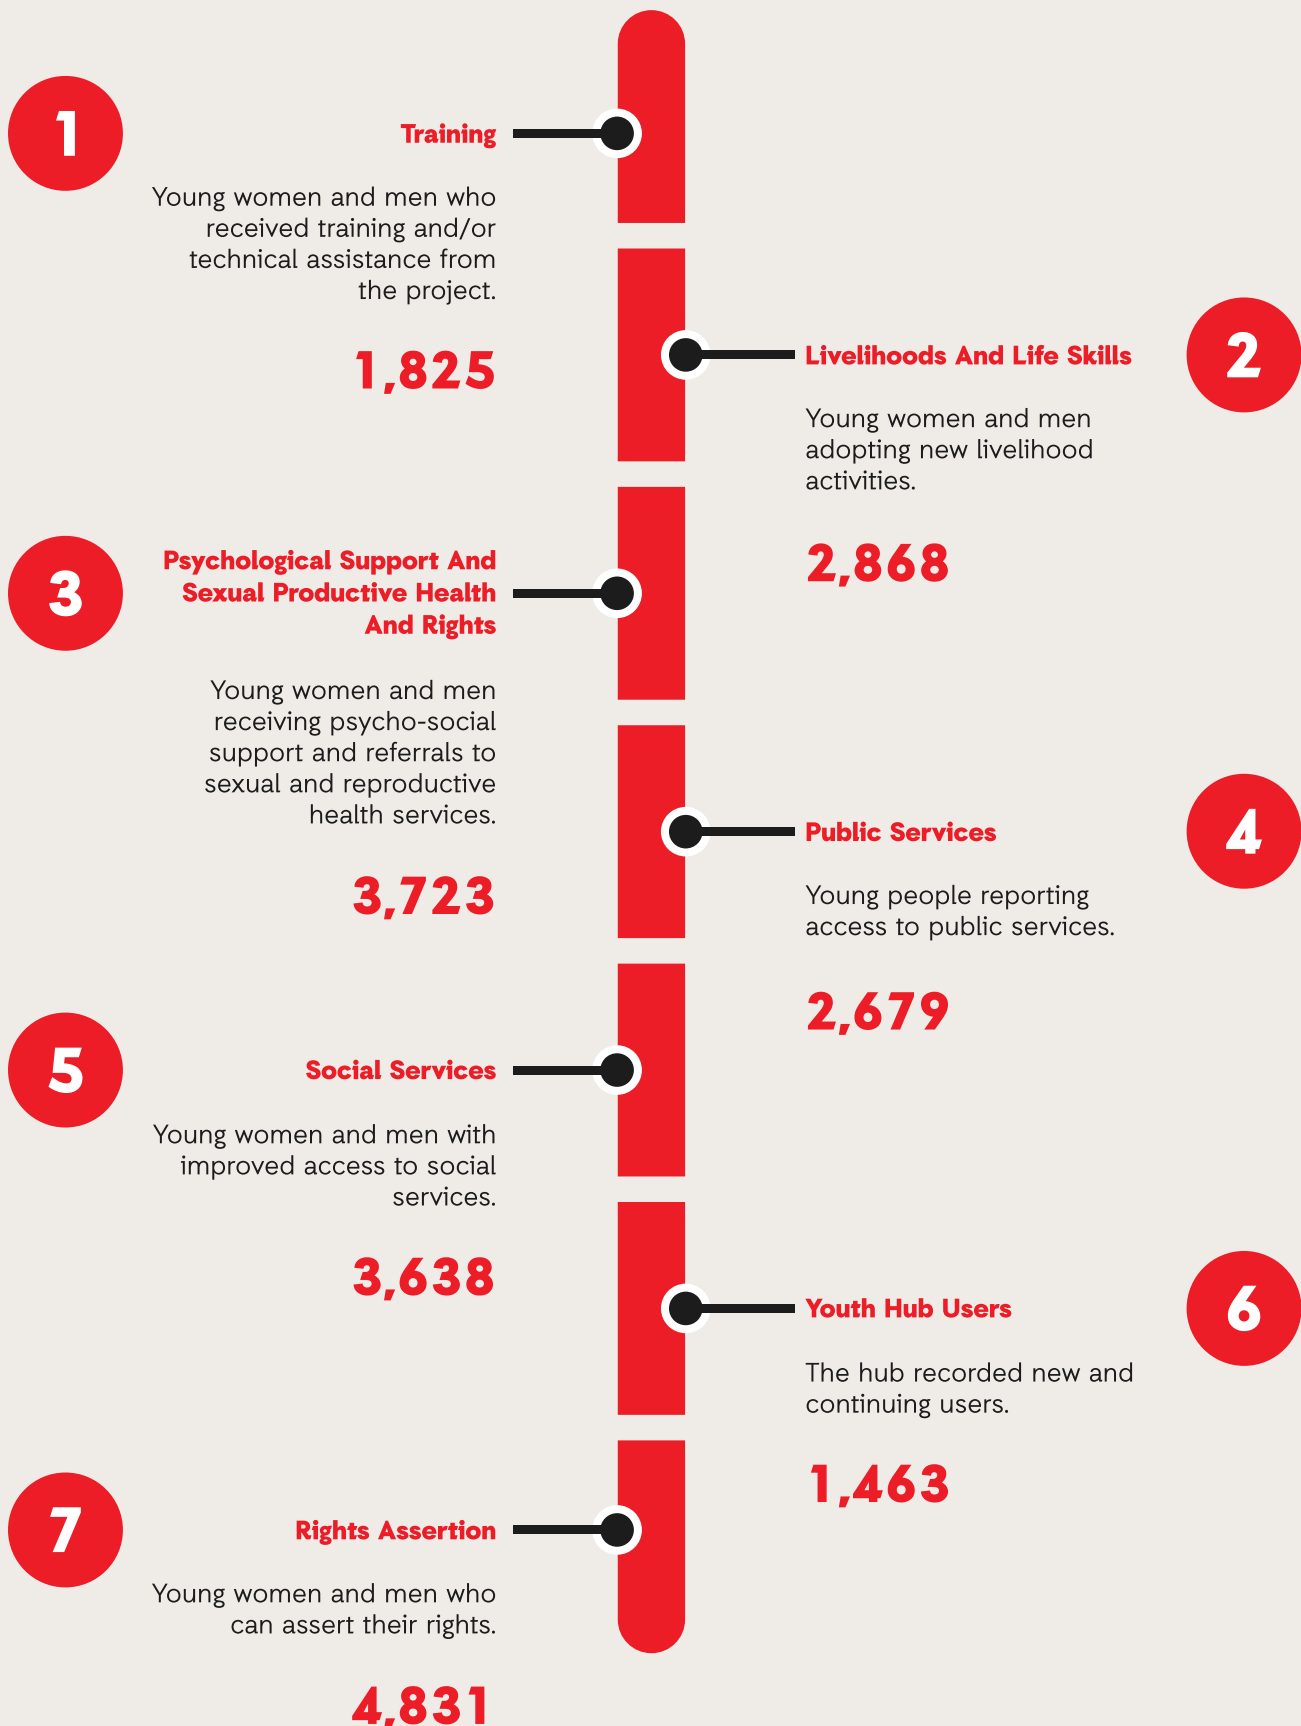 1
Training
Young women and men who
received training and/or
technical assistance from
the project.
1,825
2
Livelihoods And Life Skills
Young women and men
adopting new livelihood
activities.
2,868
3
Psychological Support And
Sexual Productive Health
And Rights
Young women and men
receiving psycho-social
support and referrals to
sexual and reproductive
health services.
3,723
4
Public Services
Young people reporting
access to public services.
2,679
5
Social Services
Young women and men with
improved access to social
services.
3,638
6
Youth Hub Users
The hub recorded new and
continuing users.
1,463
7
Rights Assertion
Young women and men who
can assert their rights.
4,831